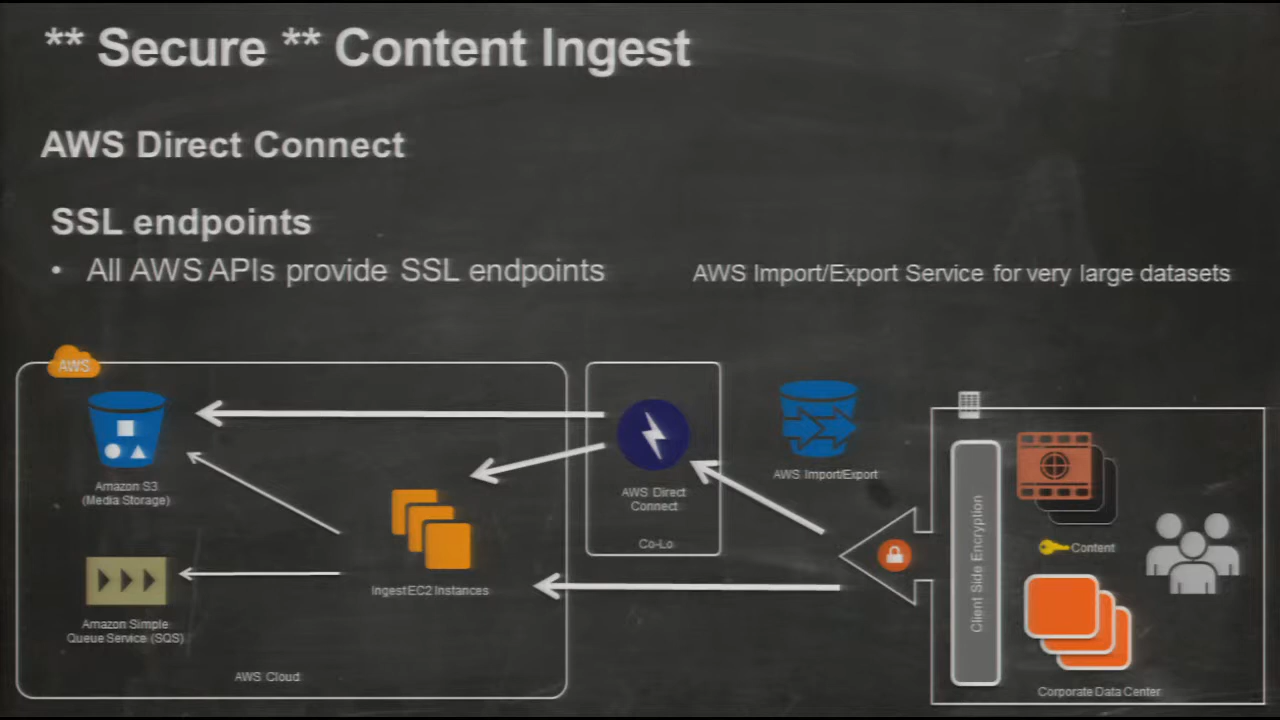 ** Secure ** Content Ingest
AWS Direct Connect
SSL endpoints
• All AWS APIs provide SSL endpoints
AWS Import/Export Service for very large datasets
AWS
Amazon S3
(Media Storage)
Amazon Simple
Queue Service (SQS)
Ingest EC2 Instances
AWS Cloud
AWS Direct
Connect
Co-Lo
AWS Import/Export
Client Side Encryption
Content
Corporate Data Center